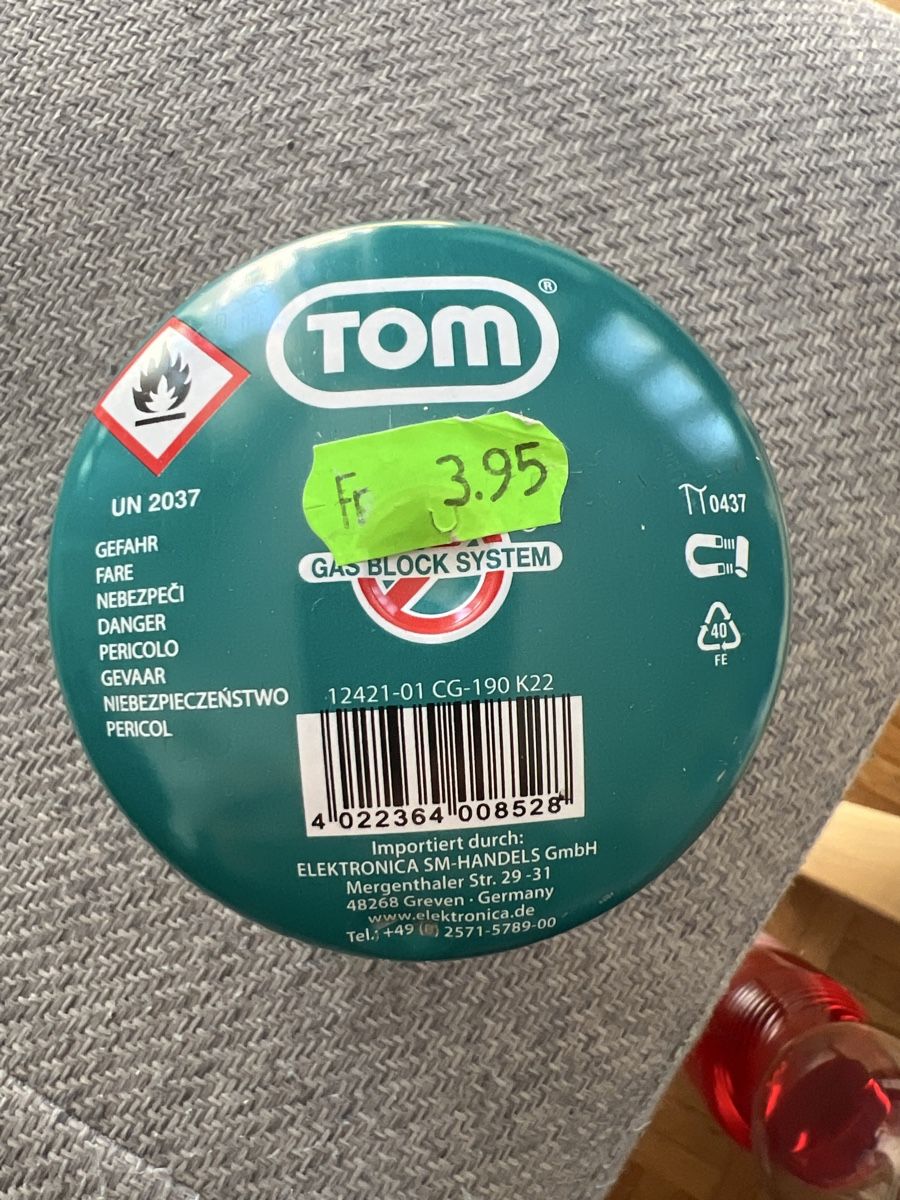 TOM®
Fr 3.95
GAS BLOCK SYSTEM
UN 2037
GEFAHR
FARE
NEBEZPEČI
DANGER
PERICOLO
GEVAAR
NIEBEZPIECZEŃSTWO
PERICOL
π0437
40
FE
12421-01 CG-190 K22
4 022364 008528
Importiert durch:
ELEKTRONICA SM-HANDELS GmbH
Mergenthaler Str. 29 -31
48268 Greven · Germany
www.elektronica.de
Tel.: +49 (0) 2571-5789-00